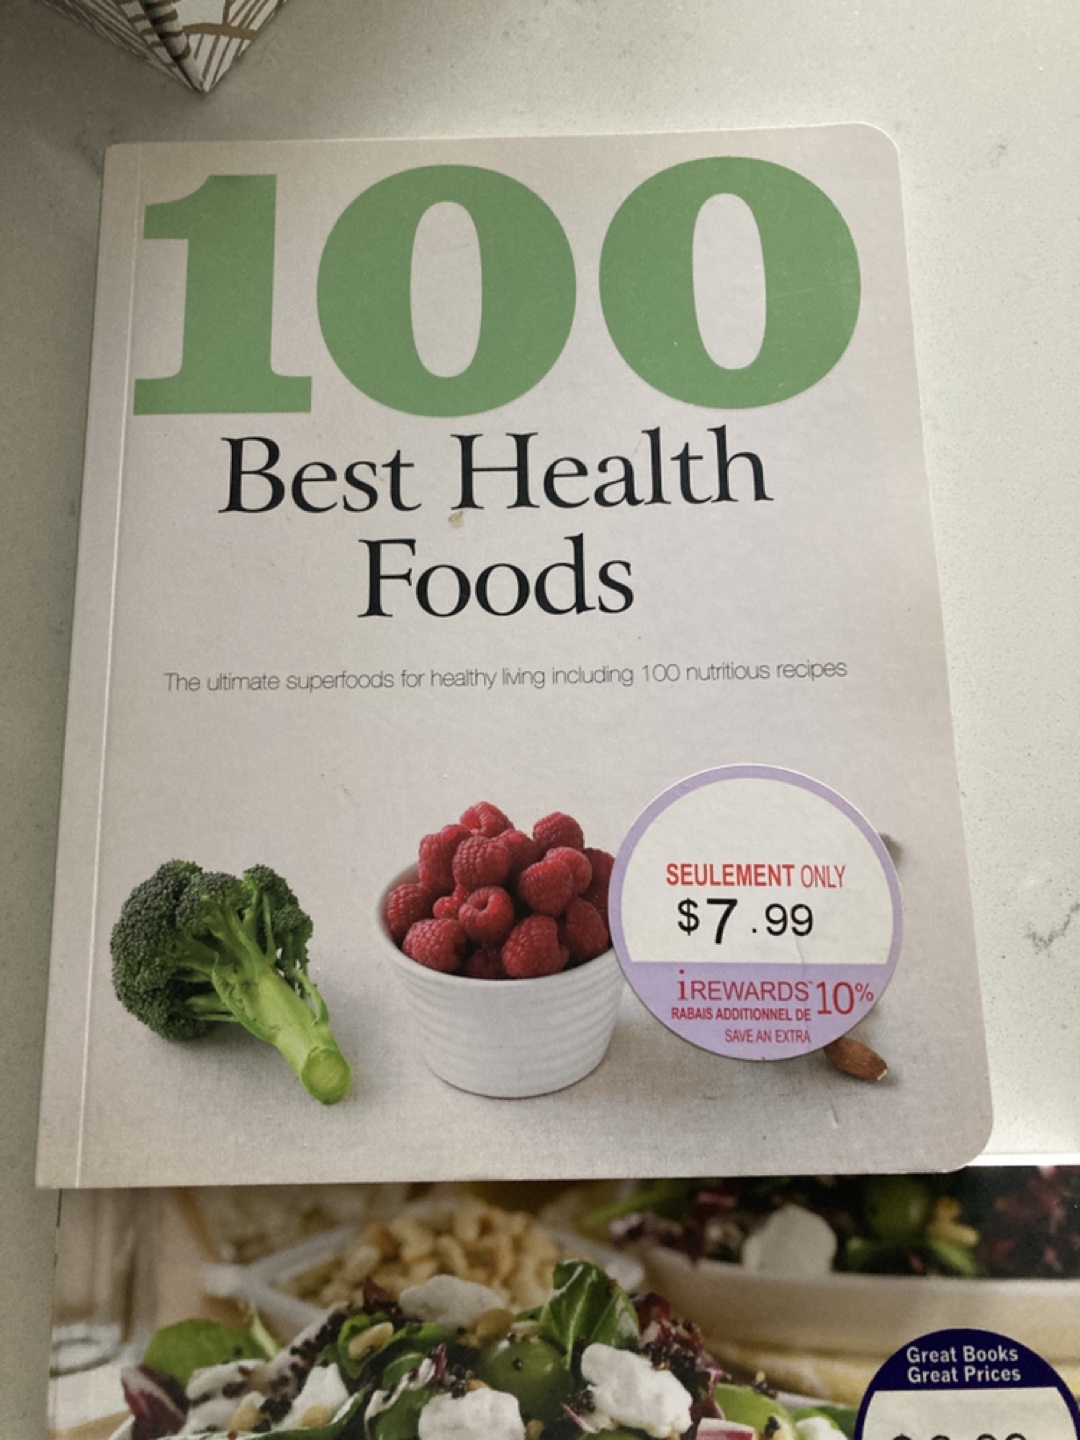 100
Best Health
Foods
The ultimate superfoods for healthy living including 100 nutritious recipes
SEULEMENT ONLY
$7.99
iREWARDS™ 10%
RABAIS ADDITIONNEL DE
SAVE AN EXTRA
Great Books
Great Prices